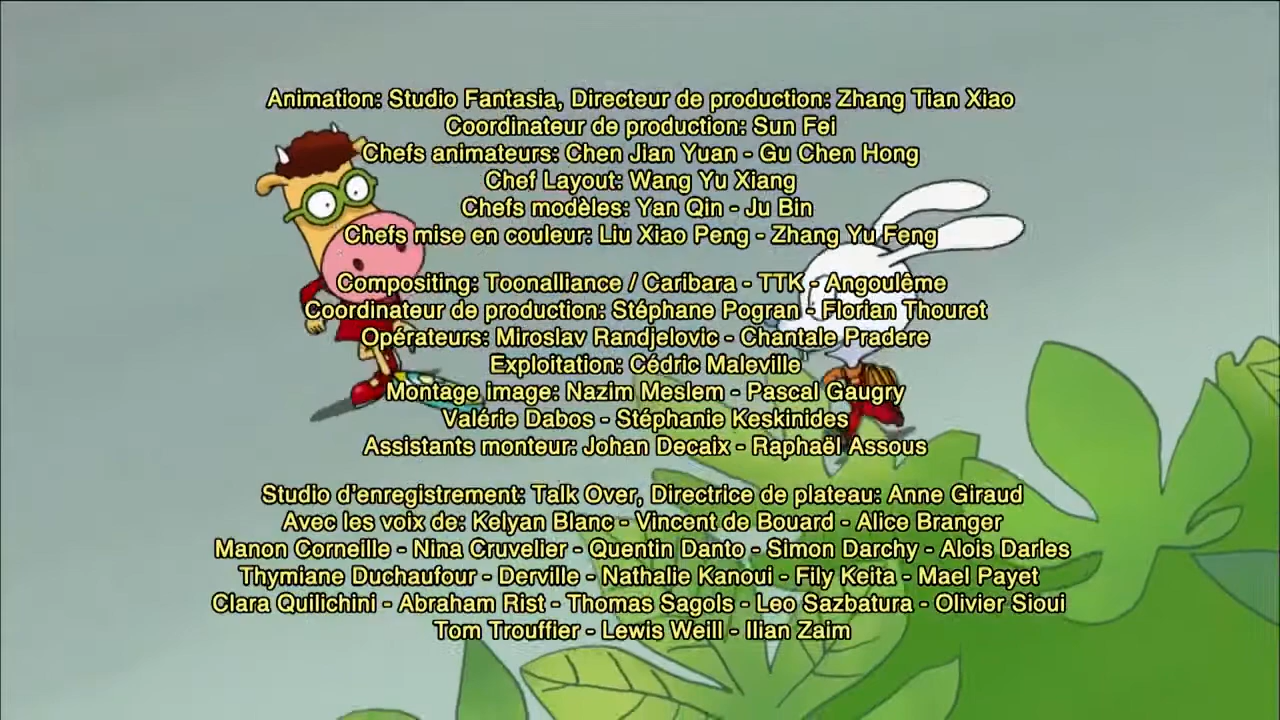 Animation: Studio Fantasia, Directeur de production: Zhang Tian Xiao
Coordinateur de production: Sun Fei
Chefs animateurs: Chen Jian Yuan - Gu Chen Hong
Chef Layout: Wang Yu Xiang
Chefs modèles: Yan Qin - Ju Bin
Chefs mise en couleur: Liu Xiao Peng - Zhang Yu Feng
Compositing: Toonalliance / Caribara - TTK - Angoulême
Coordinateur de production: Stéphane Pogran - Florian Thouret
Opérateurs: Miroslav Randjelovic - Chantale Pradere
Exploitation: Cédric Maleville
Montage image: Nazim Meslem - Pascal Gaugry
Valérie Dabos - Stéphanie Keskinides
Assistants monteur: Johan Decaix - Raphaël Assous
Studio d'enregistrement: Talk Over, Directrice de plateau: Anne Giraud
Avec les voix de: Kelyan Blanc - Vincent de Bouard - Alice Branger
Manon Corneille - Nina Cruvelier - Quentin Danto - Simon Darchy - Alois Darles
Thymiane Duchaufour - Derville - Nathalie Kanoui - Fily Keita - Mael Payet
Clara Quilichini - Abraham Rist - Thomas Sagols - Leo Sazbatura - Olivier Sioui
Tom Trouffier - Lewis Weill - Ilian Zaim